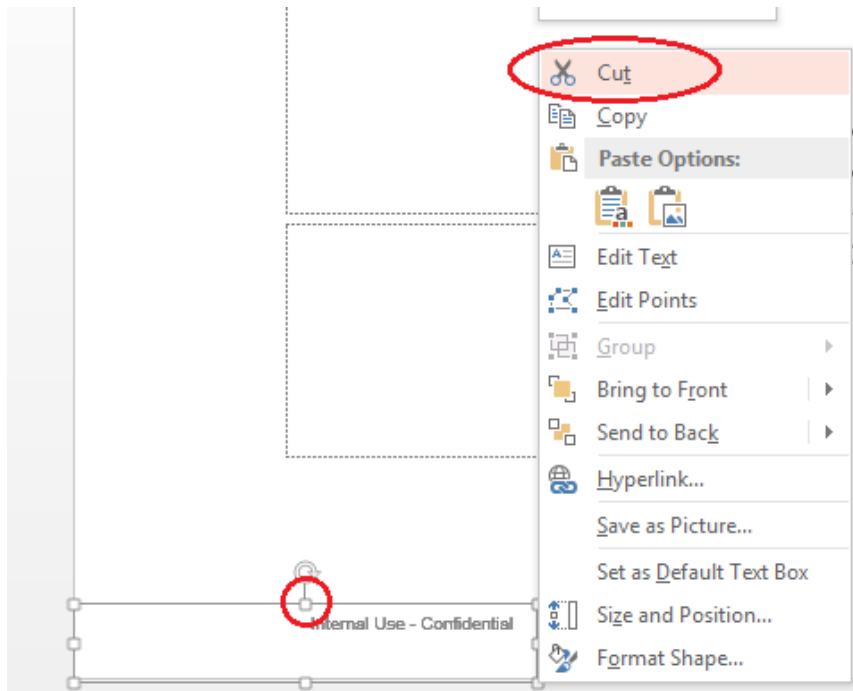 Cut
Copy
Paste Options:
a
Edit Text
Edit Points
Group
Bring to Front
Send to Back
Hyperlink...
Save as Picture...
Set as Default Text Box
Size and Position...
Format Shape...
Internal Use - Confidential